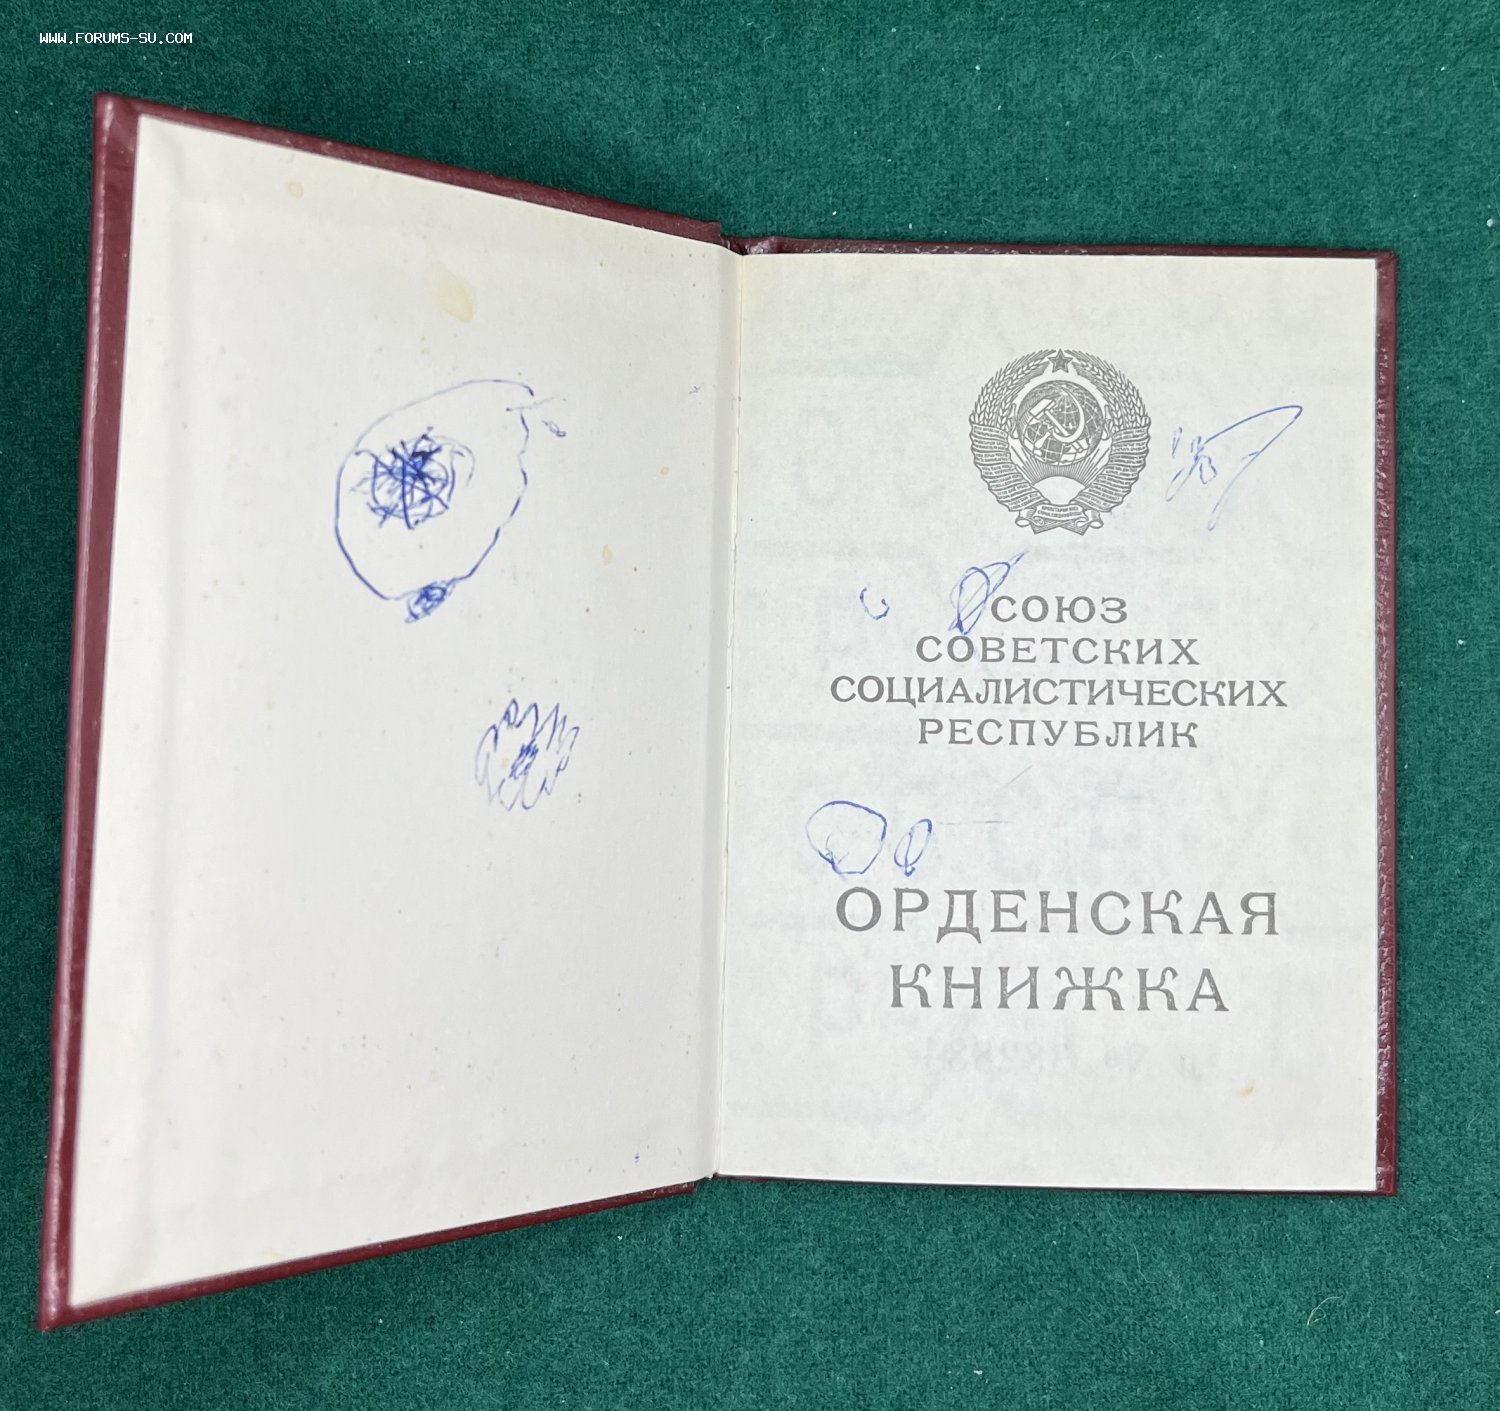 WWW.FORUMS-SU.COM
СОЮЗ
СОВЕТСКИХ
СОЦИАЛИСТИЧЕСКИХ
РЕСПУБЛИК
ОРДЕНСКАЯ
КНИЖКА